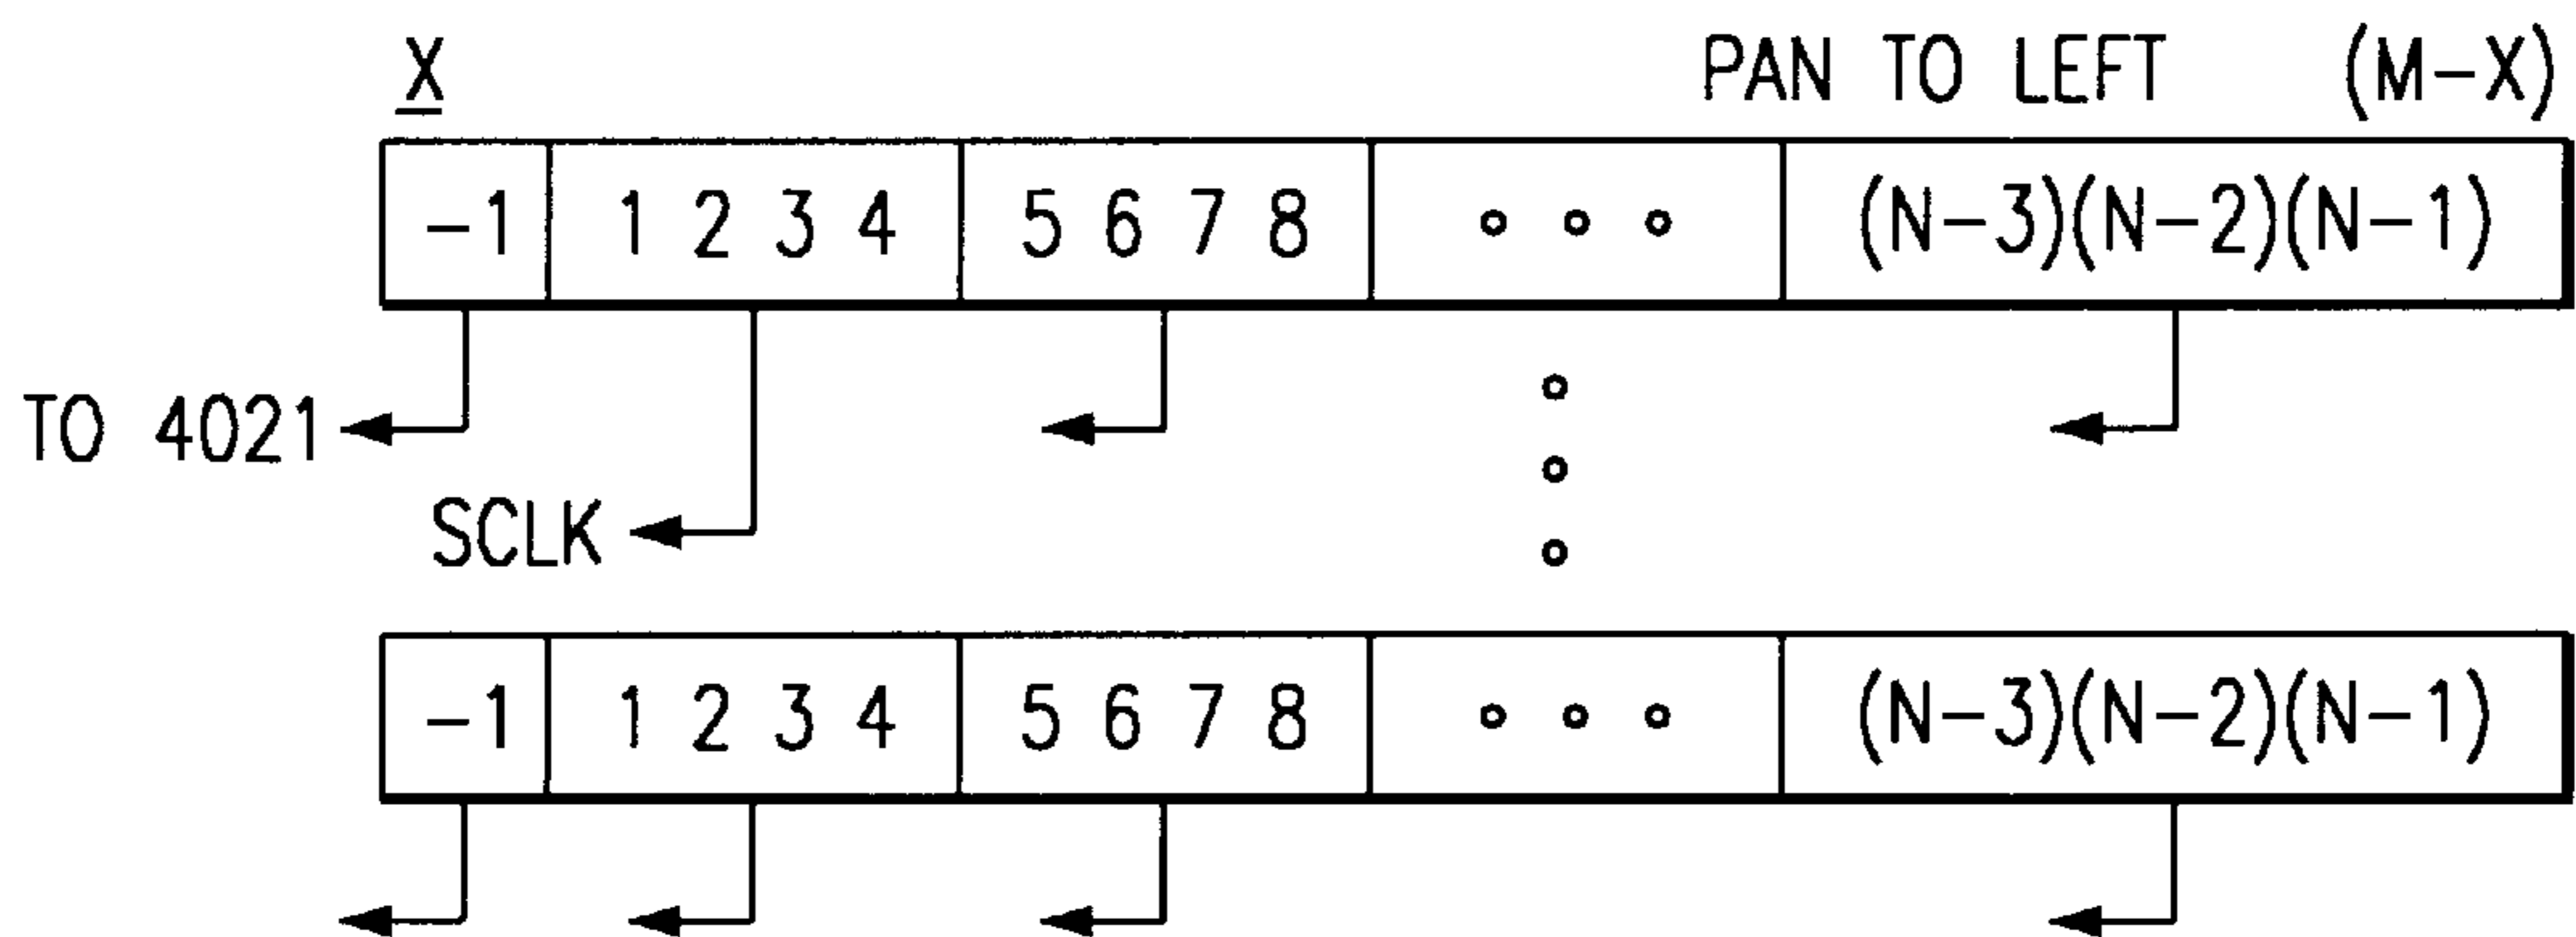 X PAN TO LEFT (M-X)
-1 1 2 3 4 5 6 7 8 (N-3)(N-2)(N-1)
TO 4021
SCLK
-1 1 2 3 4 5 6 7 8 (N-3)(N-2)(N-1)